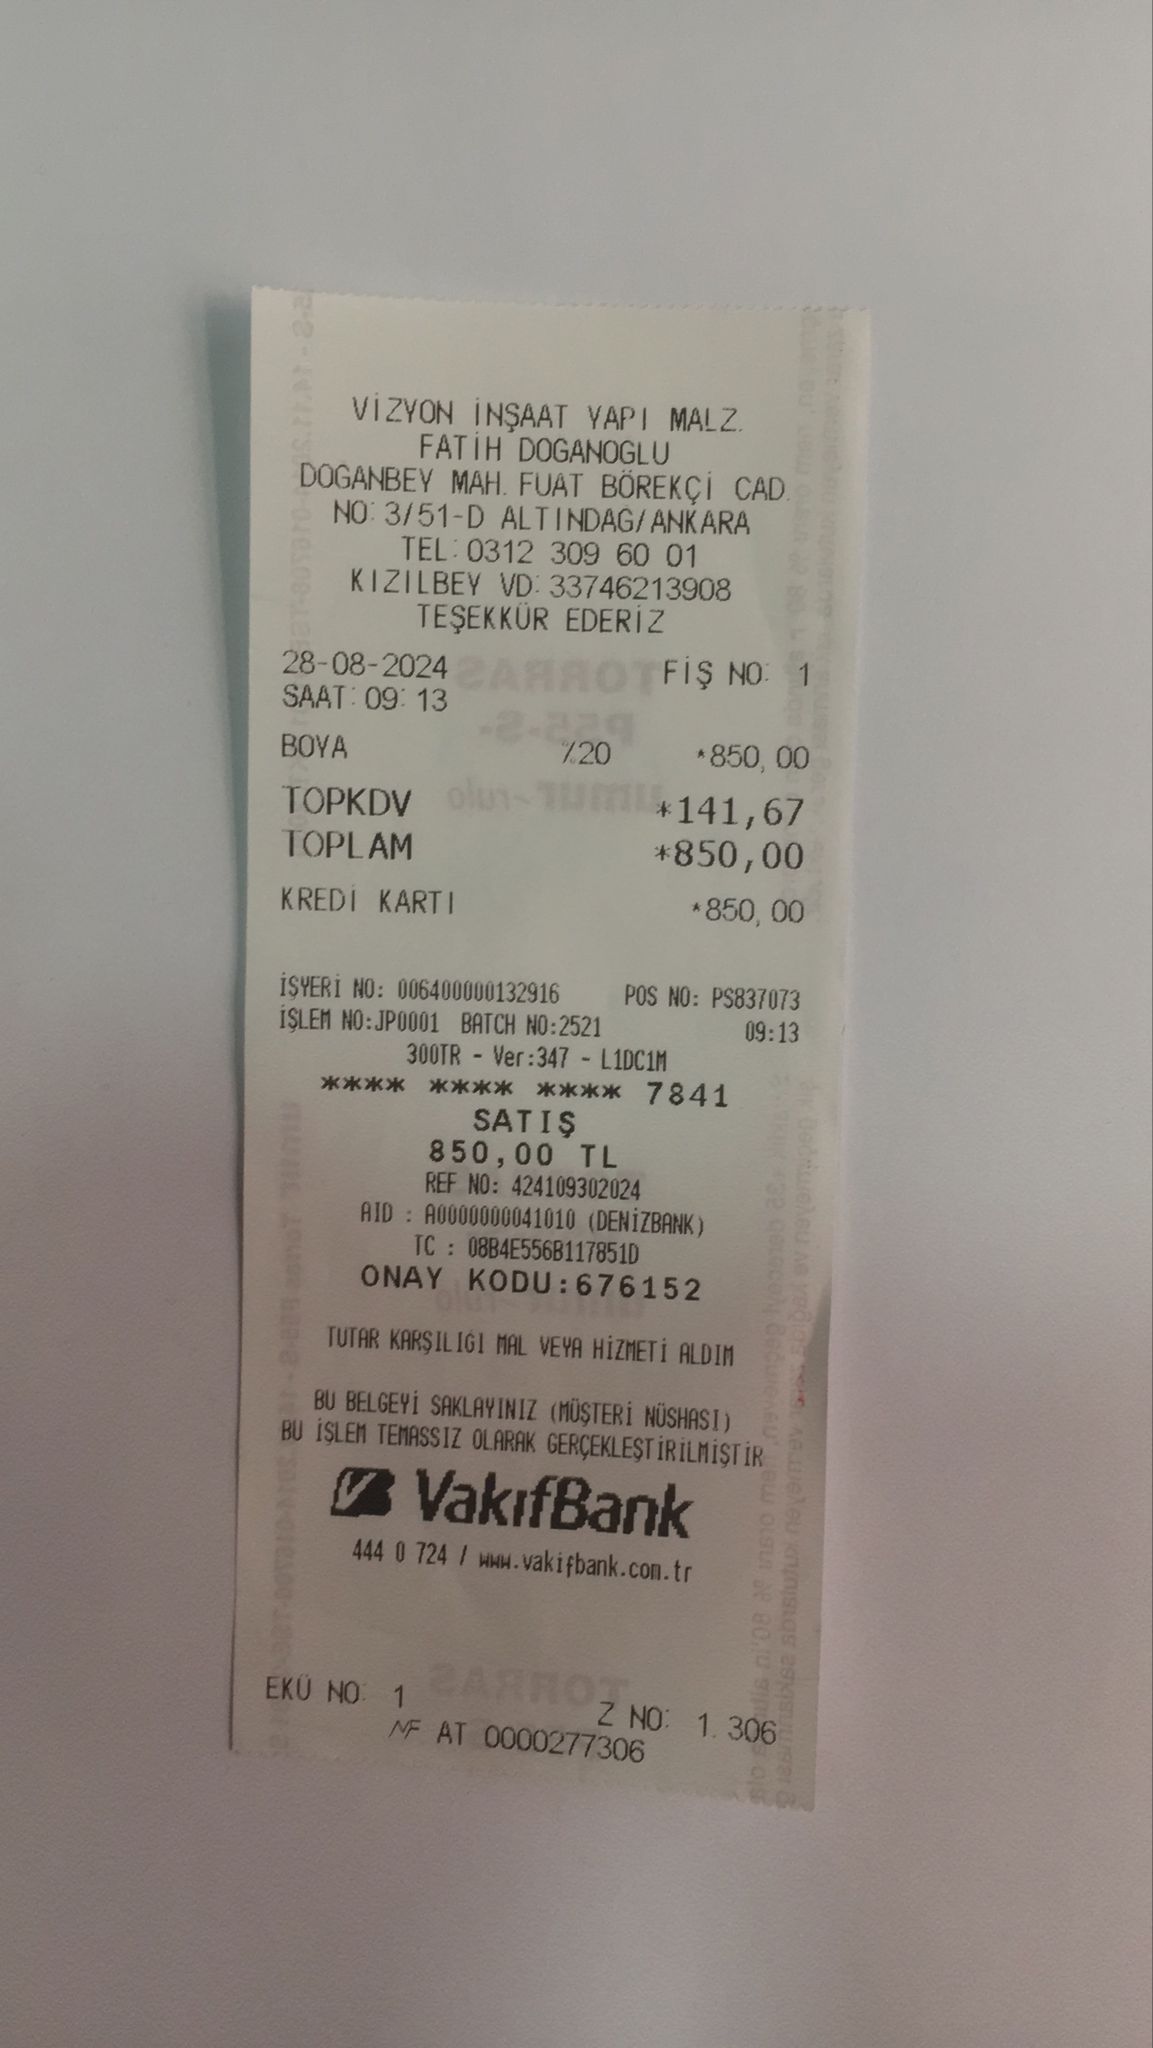 VİZYON İNŞAAT YAPI MALZ.
FATİH DOGANOGLU
DOGANBEY MAH. FUAT BÖREKÇİ CAD.
NO: 3/51-D ALTINDAG/ANKARA
TEL: 0312 309 60 01
KIZILBEY VD: 33746213908
TEŞEKKÜR EDERİZ
28-08-2024 FİŞ NO: 1
SAAT: 09:13
BOYA %20 *850,00
TOPKDV *141,67
TOPLAM *850,00
KREDİ KARTI *850,00
İŞYERİ NO: 006400000132916 POS NO: PS837073
İŞLEM NO:JP0001 BATCH NO:2521 09:13
300TR - Ver:347 - L1DC1M
**** **** **** 7841
SATIŞ
850,00 TL
REF NO: 424109302024
AID : A0000000041010 (DENİZBANK)
TC : 08B4E556B117851D
ONAY KODU:676152
TUTAR KARŞILIĞI MAL VEYA HİZMETİ ALDIM
BU BELGEYİ SAKLAYINIZ (MÜŞTERİ NÜSHASI)
BU İŞLEM TEMASSIZ OLARAK GERÇEKLEŞTİRİLMİŞTİR
VakıfBank
444 0 724 / www.vakifbank.com.tr
EKÜ NO: 1 Z NO: 1.306
MF AT 0000277306